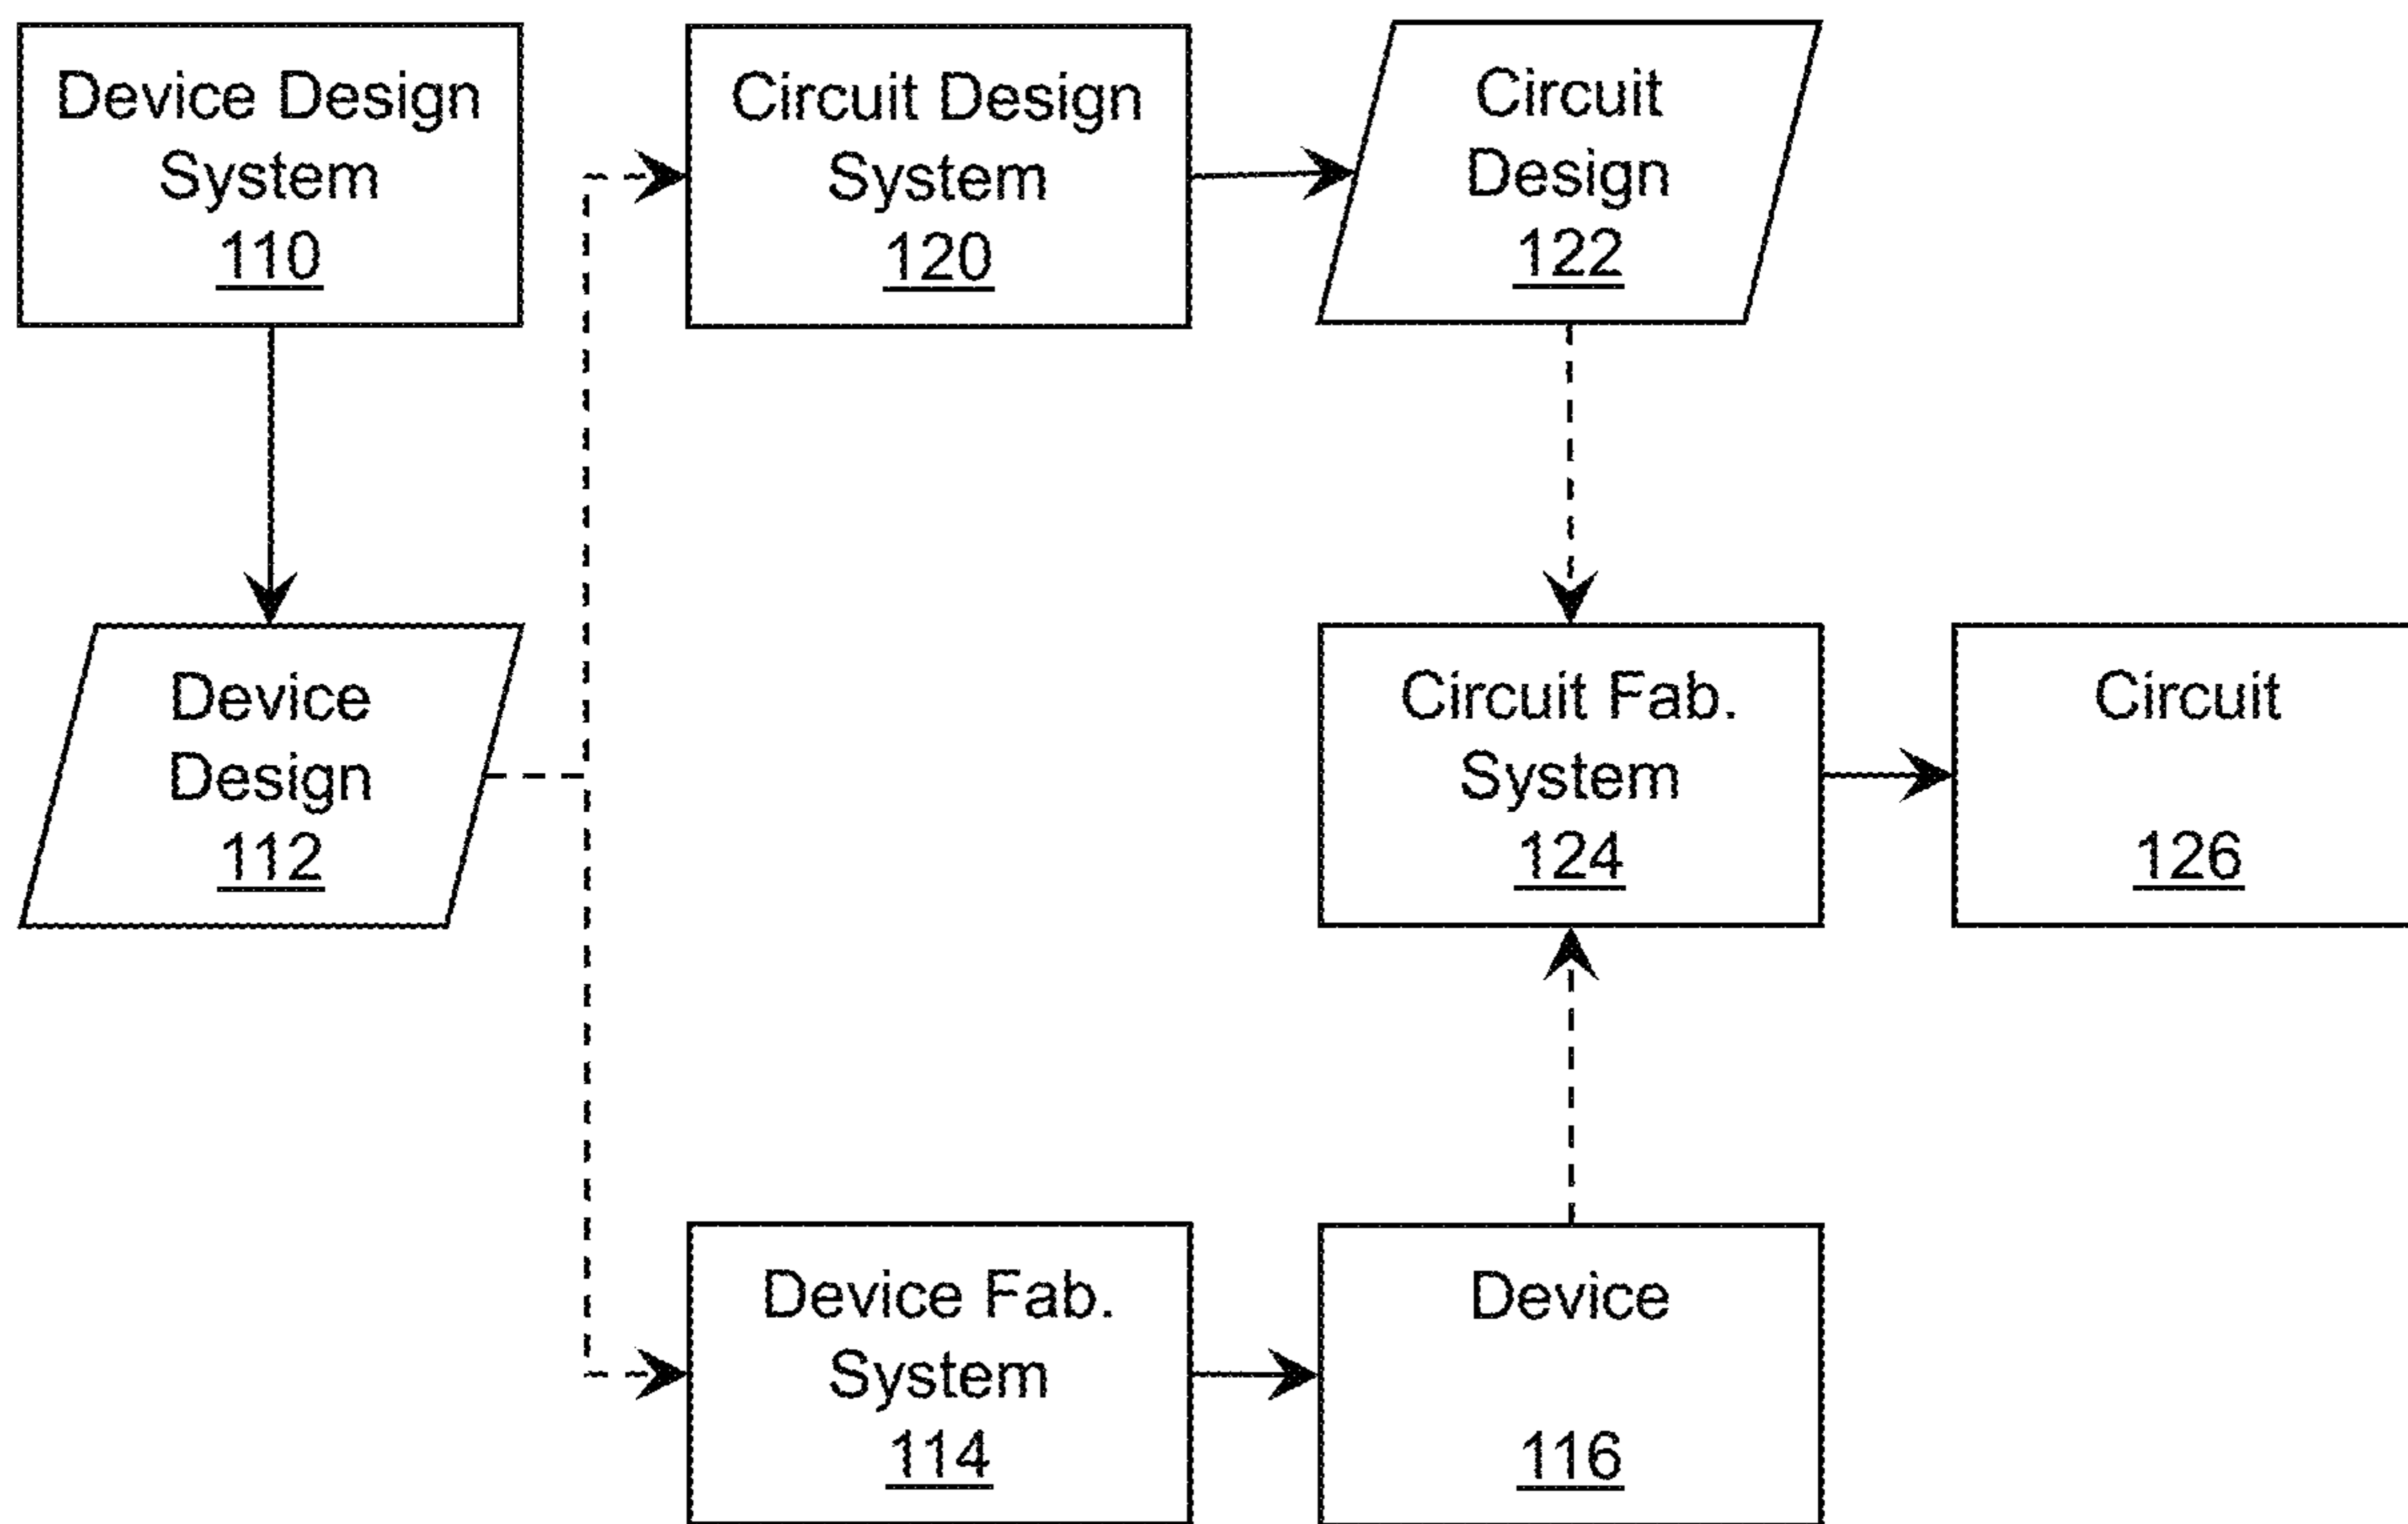 Device Design
System
110
Circuit Design
System
120
Circuit
Design
122
Device
Design
112
Circuit Fab.
System
124
Circuit
126
Device Fab.
System
114
Device
116